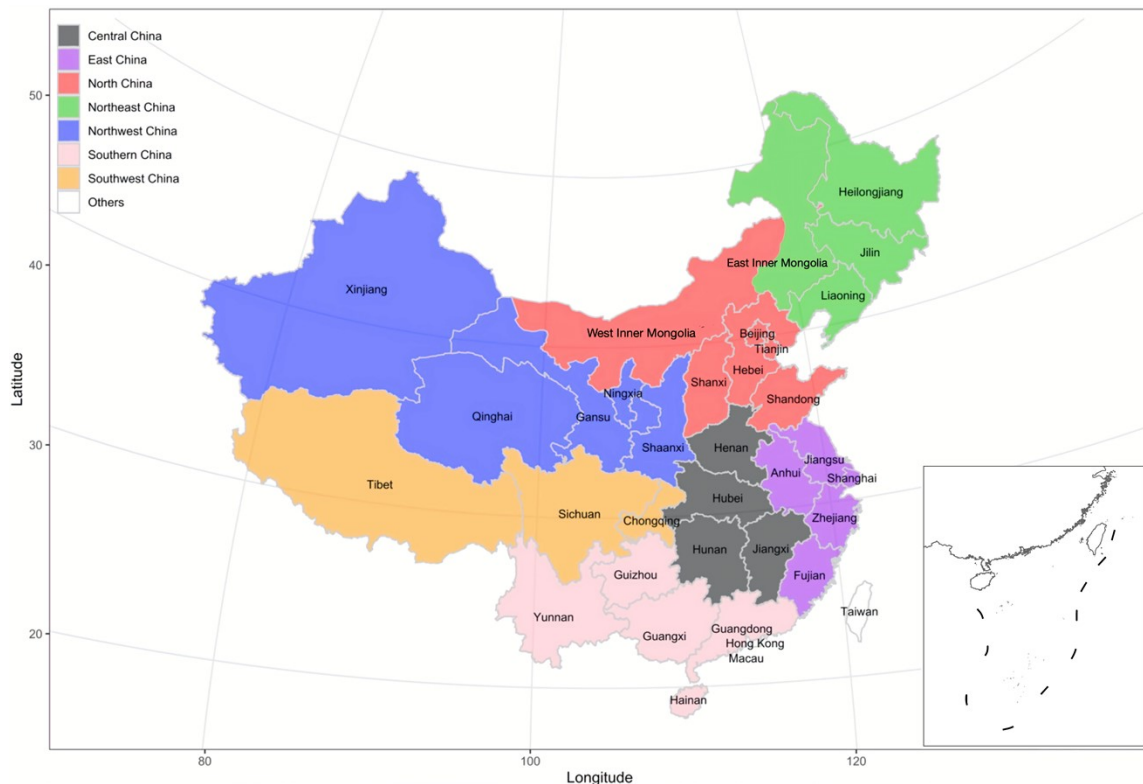 Central China
East China
North China
Northeast China
Northwest China
Southern China
Southwest China
Others
50
40
30
20
Latitude
Heilongjiang
Jilin
East Inner Mongolia
Liaoning
Xinjiang
West Inner Mongolia
Beijing
Tianjin
Hebei
Shanxi
Ningxia
Shandong
Qinghai
Gansu
Shaanxi
Henan
Jiangsu
Anhui
Shanghai
Tibet
Hubei
Sichuan
Chongqing
Zhejiang
Hunan
Jiangxi
Guizhou
Fujian
Yunnan
Taiwan
Guangdong
Guangxi
Hong Kong
Macau
Hainan
80
100
120
Longitude